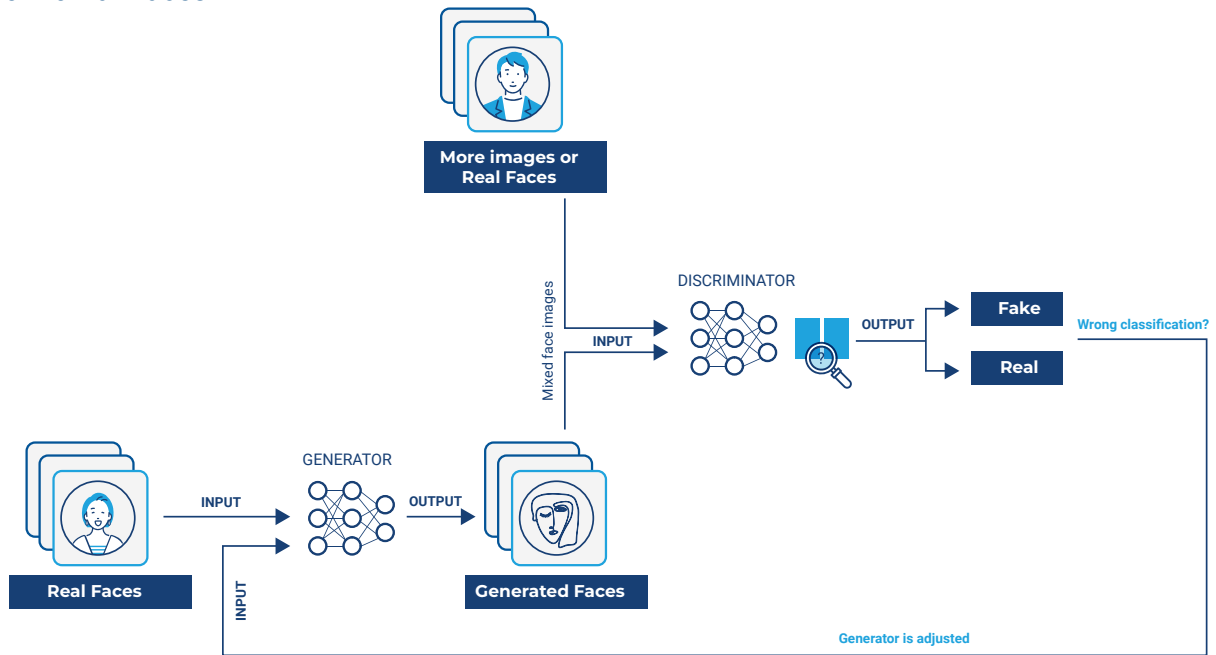 More images or
Real Faces
DISCRIMINATOR
Mixed face images
INPUT
OUTPUT
Fake
Wrong classification?
Real
GENERATOR
INPUT
OUTPUT
Real Faces
INPUT
Generated Faces
Generator is adjusted
?